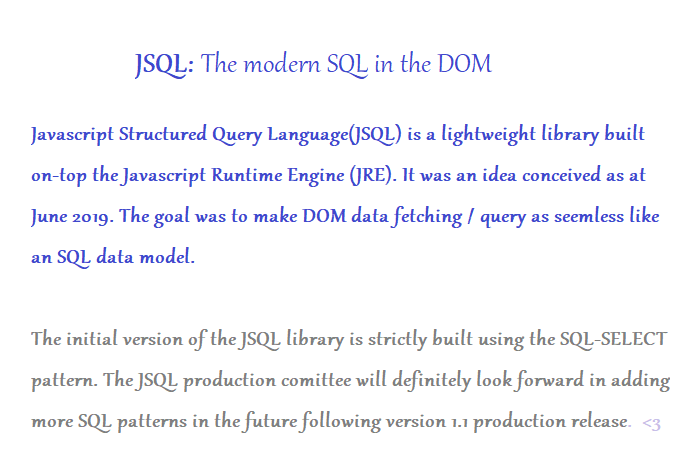 JSQL: The modern SQL in the DOM
Javascript Structured Query Language(JSQL) is a lightweight library built
on-top the Javascript Runtime Engine (JRE). It was an idea conceived as at
June 2019. The goal was to make DOM data fetching / query as seemless like
an SQL data model.
The initial version of the JSQL library is strictly built using the SQL-SELECT
pattern. The JSQL production comittee will definitely look forward in adding
more SQL patterns in the future following version 1.1 production release. <3